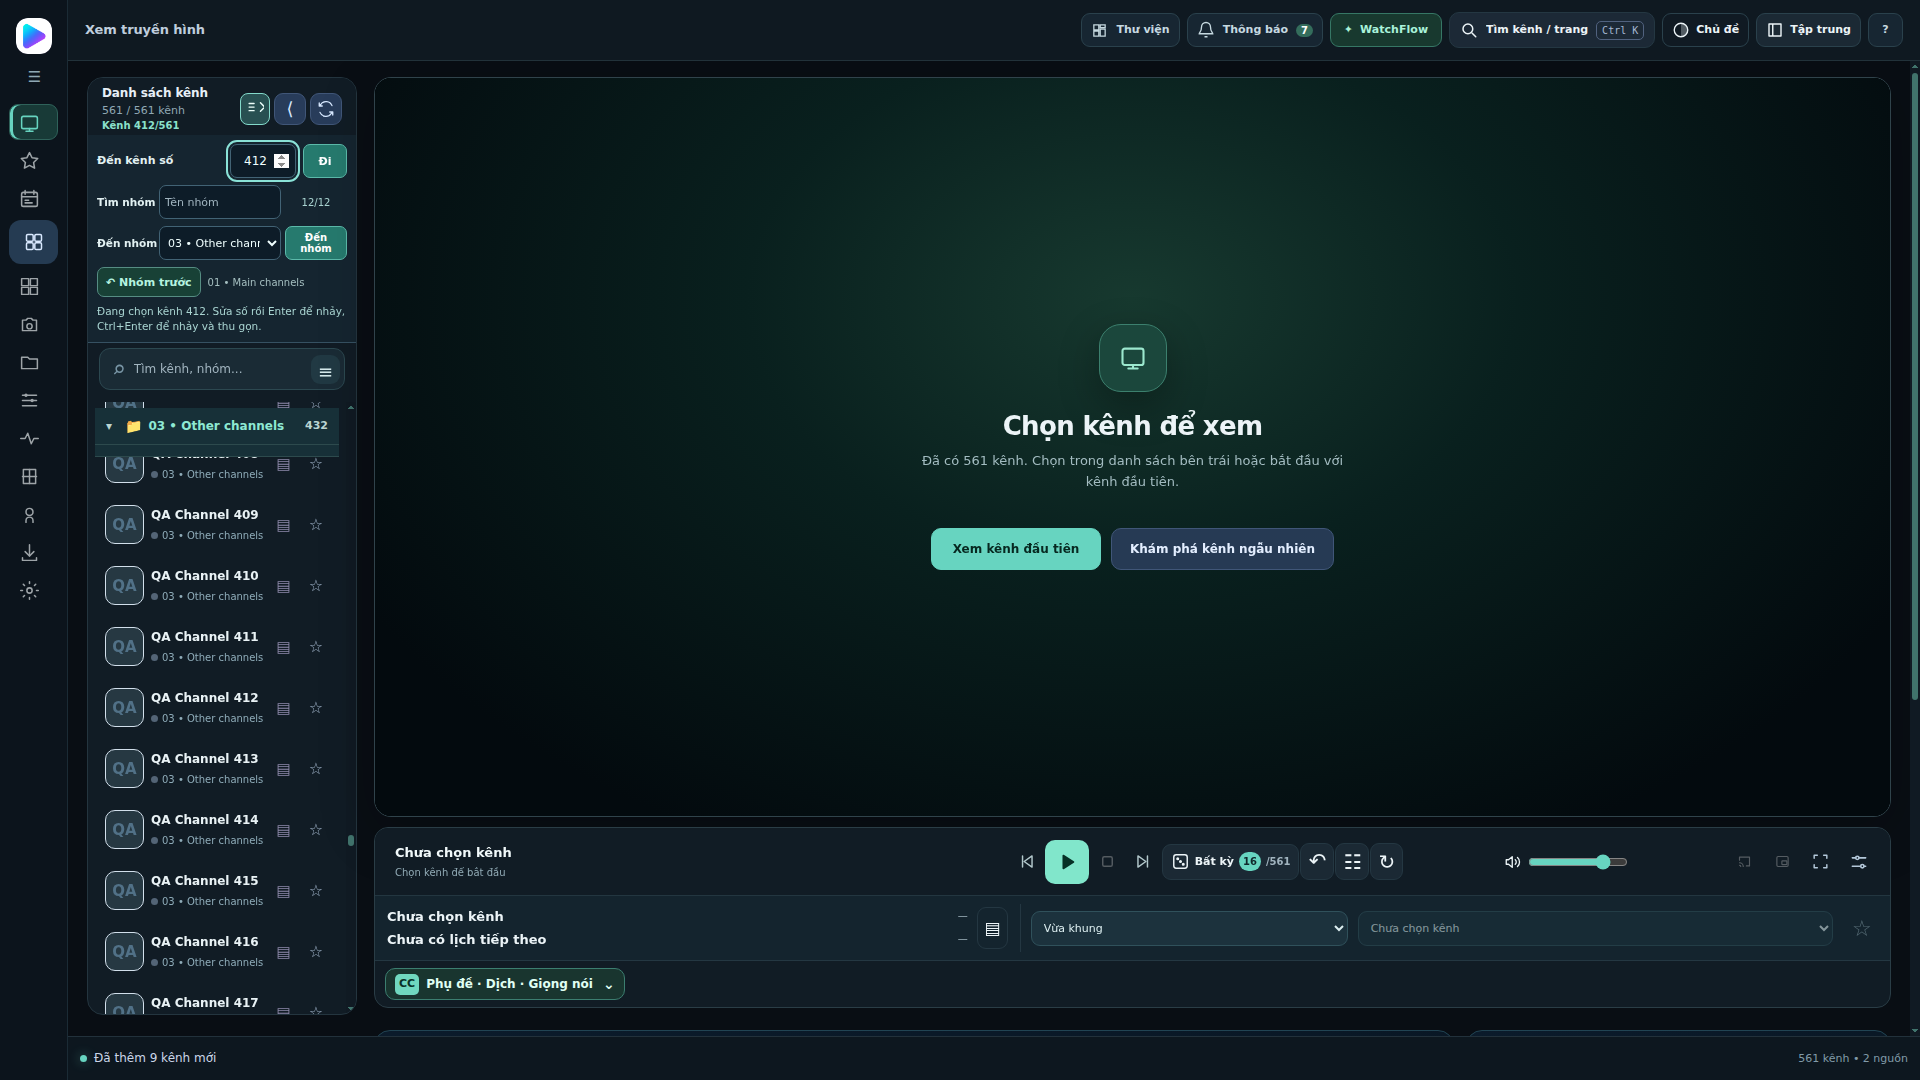 Xem truyền hình
Thư viện
Thông báo 7
✦ WatchFlow
Tìm kênh / trang Ctrl K
Chủ đề
Tập trung
?
Danh sách kênh
561 / 561 kênh
Kênh 412/561
Đến kênh số 412 Đi
Tìm nhóm Tên nhóm 12/12
Đến nhóm 03 • Other chanr Đến nhóm
↶ Nhóm trước 01 • Main channels
Đang chọn kênh 412. Sửa số rồi Enter để nhảy,
Ctrl+Enter để nhảy và thu gọn.
Tìm kênh, nhóm...
03 • Other channels 432
QA
03 • Other channels
QA QA Channel 409
03 • Other channels
QA QA Channel 410
03 • Other channels
QA QA Channel 411
03 • Other channels
QA QA Channel 412
03 • Other channels
QA QA Channel 413
03 • Other channels
QA QA Channel 414
03 • Other channels
QA QA Channel 415
03 • Other channels
QA QA Channel 416
03 • Other channels
QA QA Channel 417
Chọn kênh để xem
Đã có 561 kênh. Chọn trong danh sách bên trái hoặc bắt đầu với
kênh đầu tiên.
Xem kênh đầu tiên
Khám phá kênh ngẫu nhiên
Chưa chọn kênh
Chọn kênh để bắt đầu
Bất kỳ 16 /561
Chưa chọn kênh —
Chưa có lịch tiếp theo —
Vừa khung
Chưa chọn kênh
CC Phụ đề · Dịch · Giọng nói
Đã thêm 9 kênh mới
561 kênh • 2 nguồn